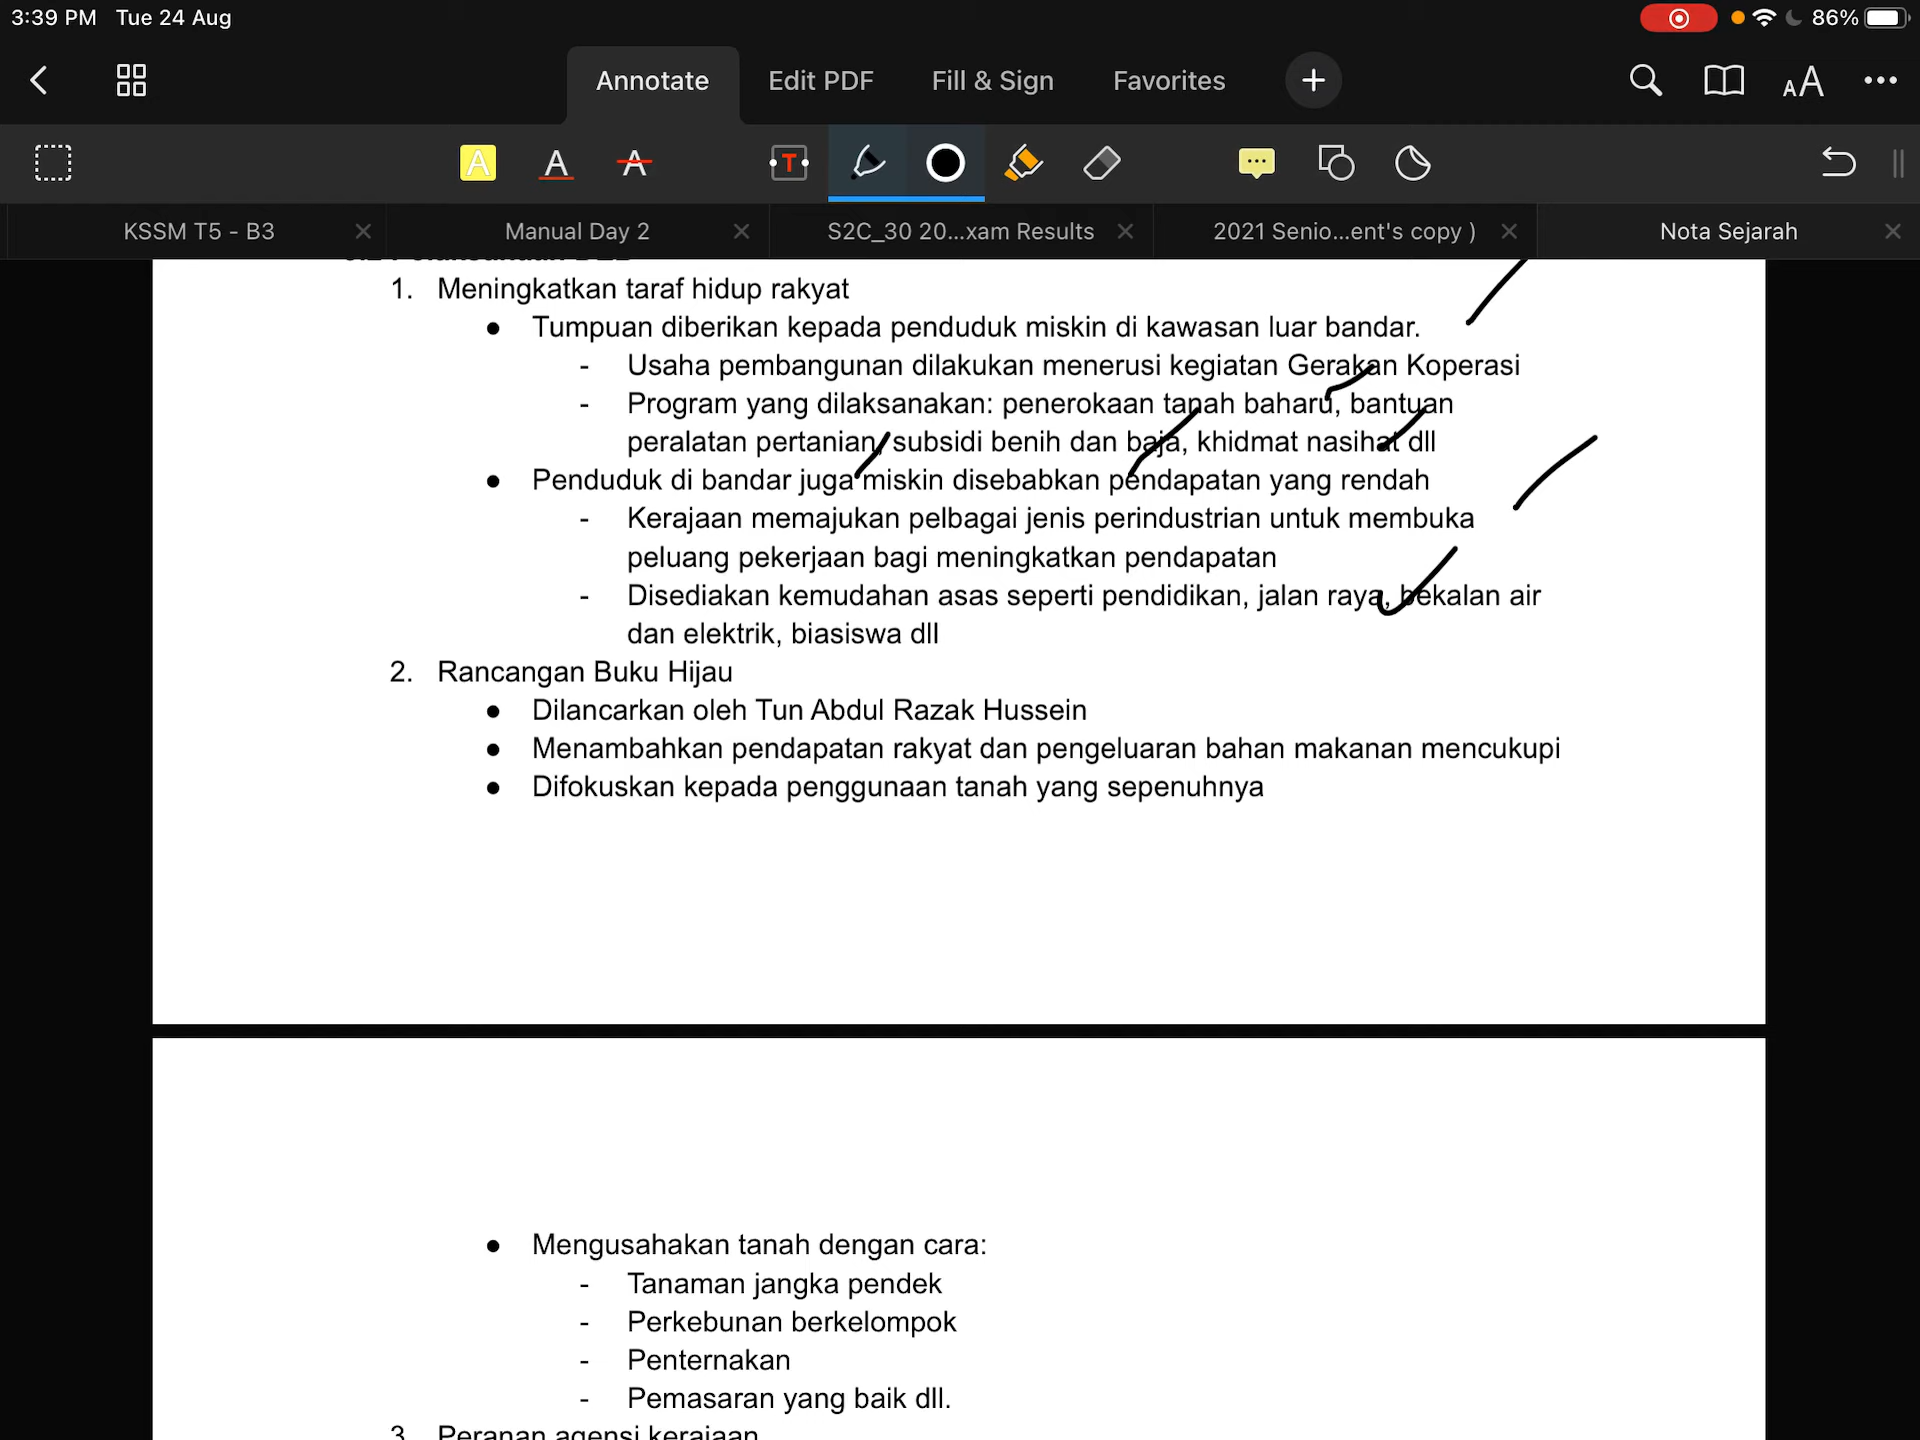 3:39 PM Tue 24 Aug 86%
Annotate Edit PDF Fill & Sign Favorites
KSSM T5 - B3 Manual Day 2 S2C_30 20...xam Results 2021 Senio...ent's copy ) Nota Sejarah
1. Meningkatkan taraf hidup rakyat
● Tumpuan diberikan kepada penduduk miskin di kawasan luar bandar.
- Usaha pembangunan dilakukan menerusi kegiatan Gerakan Koperasi
- Program yang dilaksanakan: penerokaan tanah baharu, bantuan
peralatan pertanian, subsidi benih dan baja, khidmat nasihat dll
● Penduduk di bandar juga miskin disebabkan pendapatan yang rendah
- Kerajaan memajukan pelbagai jenis perindustrian untuk membuka
peluang pekerjaan bagi meningkatkan pendapatan
- Disediakan kemudahan asas seperti pendidikan, jalan raya, bekalan air
dan elektrik, biasiswa dll
2. Rancangan Buku Hijau
● Dilancarkan oleh Tun Abdul Razak Hussein
● Menambahkan pendapatan rakyat dan pengeluaran bahan makanan mencukupi
● Difokuskan kepada penggunaan tanah yang sepenuhnya
● Mengusahakan tanah dengan cara:
- Tanaman jangka pendek
- Perkebunan berkelompok
- Penternakan
- Pemasaran yang baik dll.
3. Peranan agensi kerajaan